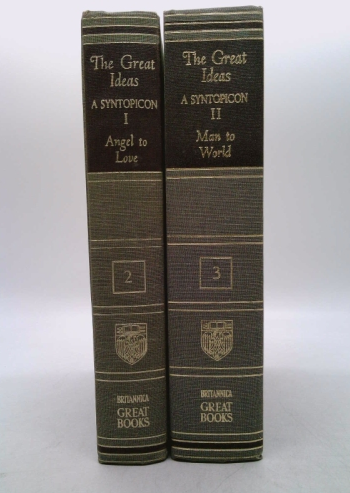 The Great
Ideas
A SYNTOPICON
I
Angel to
Love
2
BRITANNICA
GREAT
BOOKS
The Great
Ideas
A SYNTOPICON
II
Man to
World
3
BRITANNICA
GREAT
BOOKS